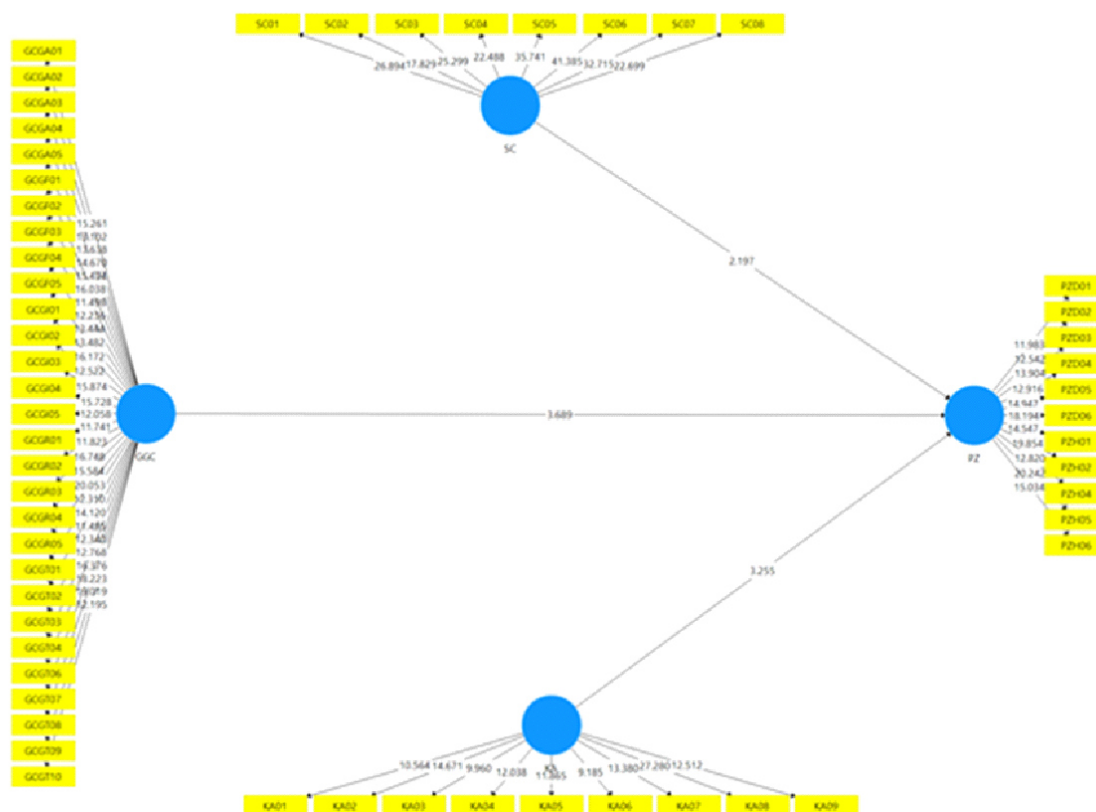 SC01 SC02 SC03 SC04 SC05 SC06 SC07 SC08
26.894 17.829 25.299 22.488 35.741 41.385 32.715 22.699
SC
GCGA01
GCGA02
GCGA03
GCGA04
GCGA05
GCGF01
GCGF02
GCGF03
GCGF04
GCGF05
GCGI01
GCGI02
GCGI03
GCGI04
GCGI05
GCGR01
GCGR02
GCGR03
GCGR04
GCGR05
GCGT01
GCGT02
GCGT03
GCGT04
GCGT06
GCGT07
GCGT08
GCGT09
GCGT10
15.261
16.038
13.482
16.172
12.522
15.874
15.728
12.058
11.741
11.823
15.584
20.053
14.120
12.768
12.195
GGC
2.197
3.689
3.255
PZ
11.983
12.542
13.904
12.916
14.947
18.194
14.547
19.854
12.820
20.242
15.034
PZD01
PZD02
PZD03
PZD04
PZD05
PZD06
PZH01
PZH02
PZH04
PZH05
PZH06
10.564 14.671 9.960 12.038 9.185 13.380 27.280 12.512
KA01 KA02 KA03 KA04 KA05 KA06 KA07 KA08 KA09